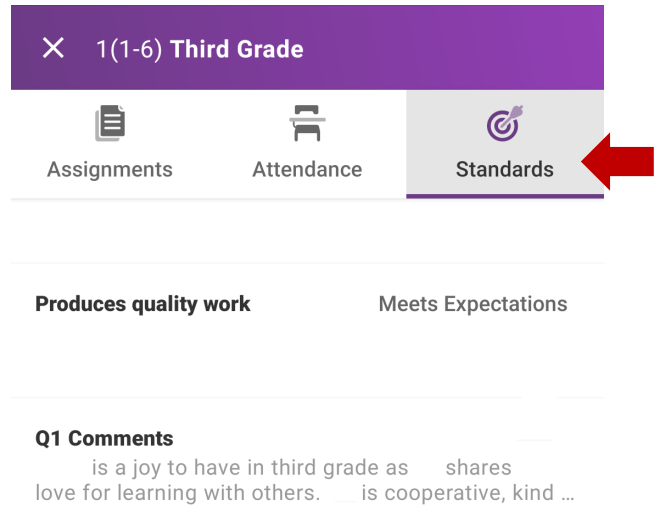 1(1-6) Third Grade
Assignments Attendance Standards
Produces quality work Meets Expectations
Q1 Comments
is a joy to have in third grade as shares
love for learning with others. is cooperative, kind ...